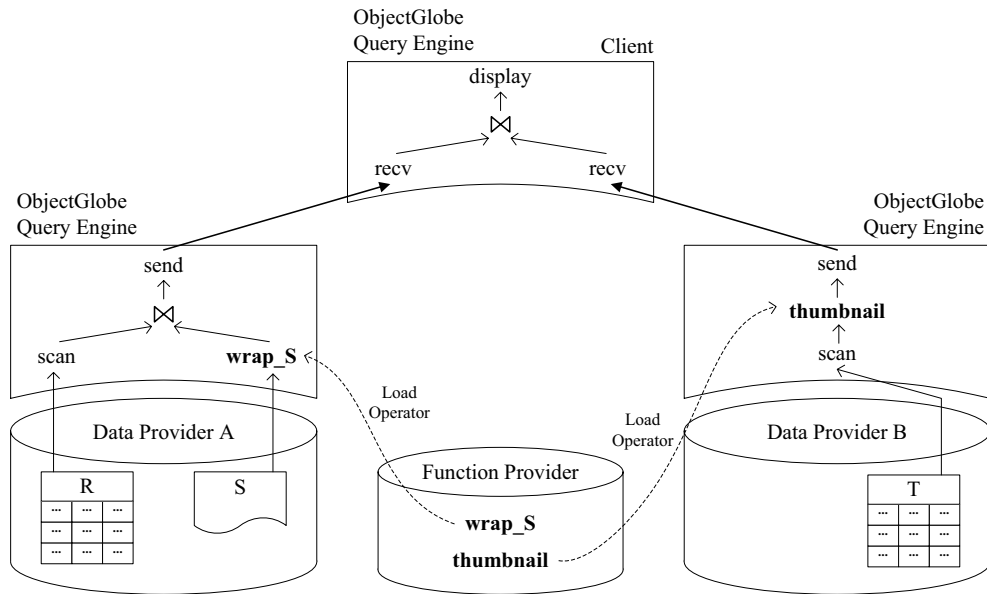 ObjectGlobe
Query Engine
Client
display
recv
recv
ObjectGlobe
Query Engine
ObjectGlobe
Query Engine
send
send
thumbnail
scan
wrap_S
scan
Load
Operator
Load
Operator
Data Provider A
Data Provider B
Function Provider
R
S
T
... ... ...
... ... ...
... ... ...
... ... ...
... ... ...
... ... ...
wrap_S
thumbnail